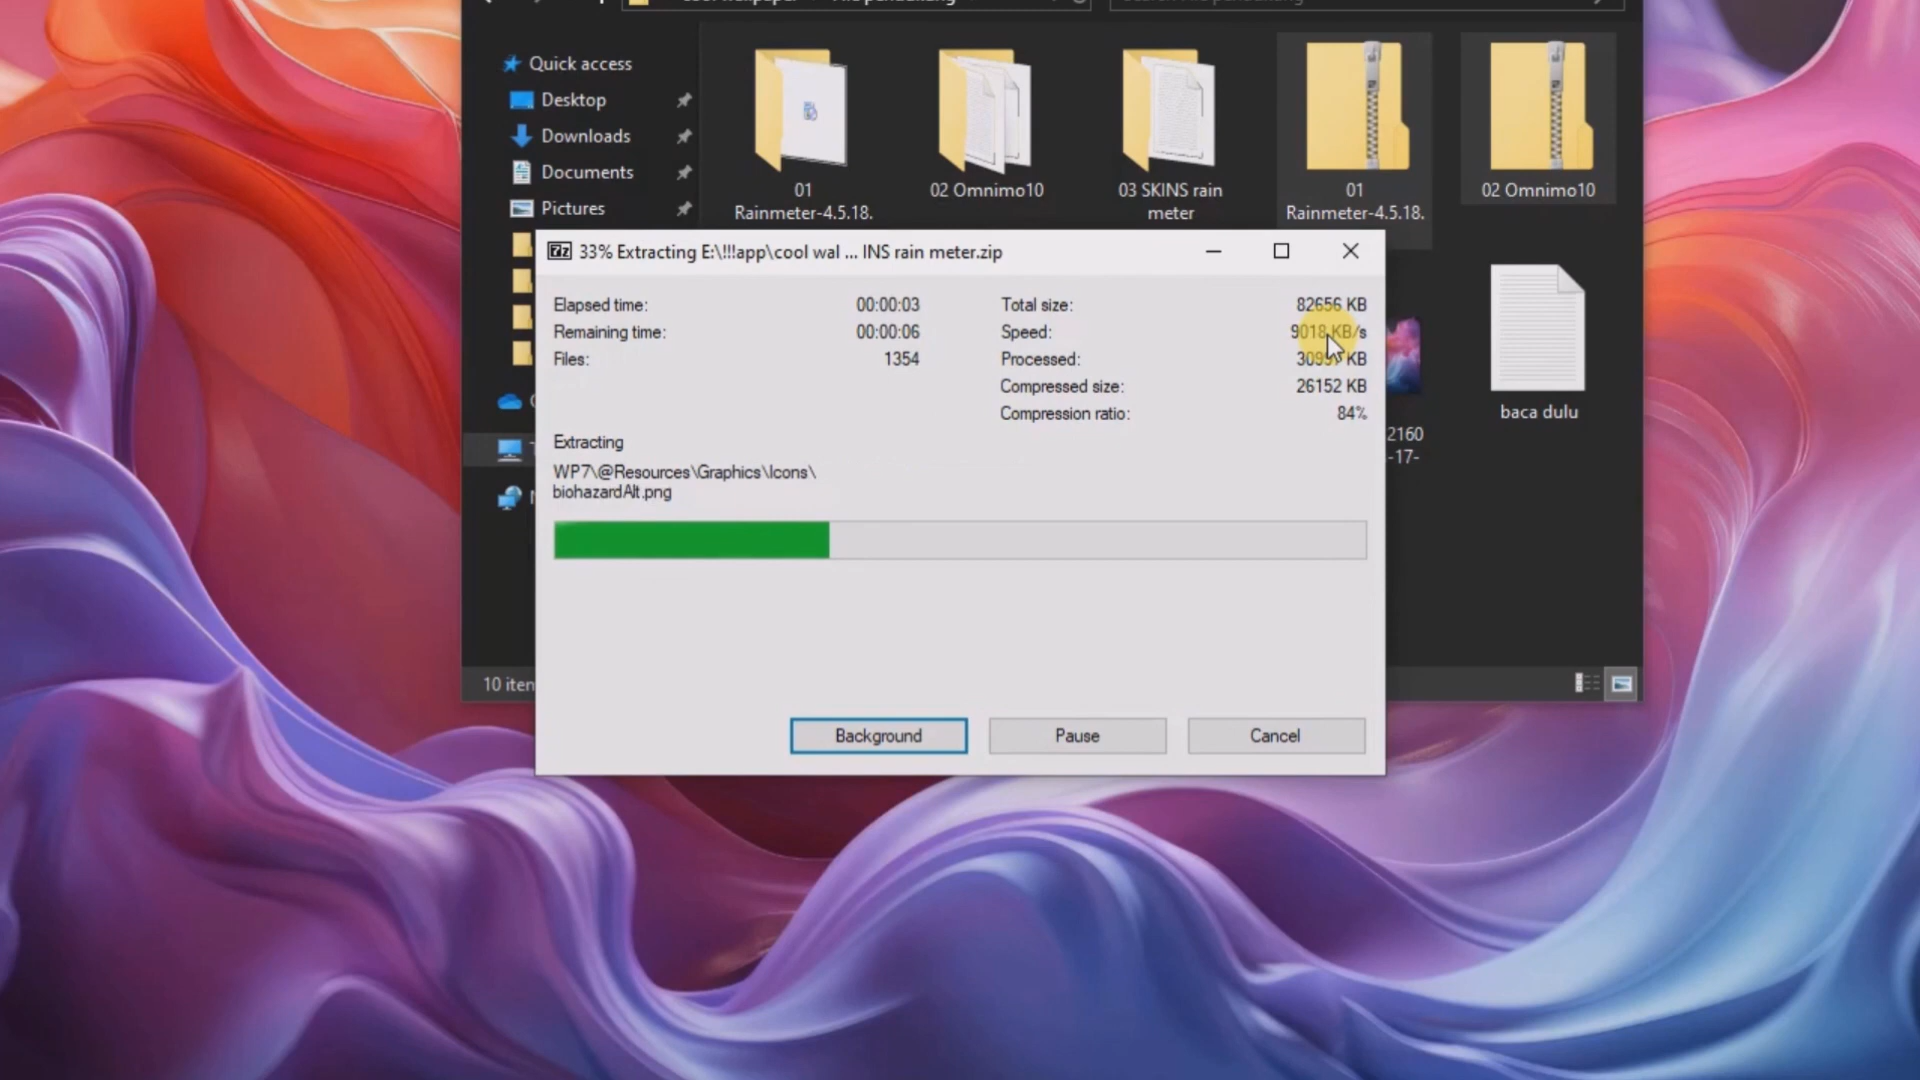 Quick access
Desktop
Downloads
Documents
Pictures
01
Rainmeter-4.5.18.
02 Omnimo10
03 SKINS rain
meter
01
Rainmeter-4.5.18.
02 Omnimo10
33% Extracting E:\!!!app\cool wal ... INS rain meter.zip
Elapsed time: 00:00:03
Total size: 82656 KB
Remaining time: 00:00:06
Speed: 9018 KB/s
Files: 1354
Processed: KB
Compressed size: 26152 KB
Compression ratio: 84%
Extracting
WP7\@Resources\Graphics\Icons\
biohazardAlt.png
Background
Pause
Cancel
2160
-17-
baca dulu
10 iten